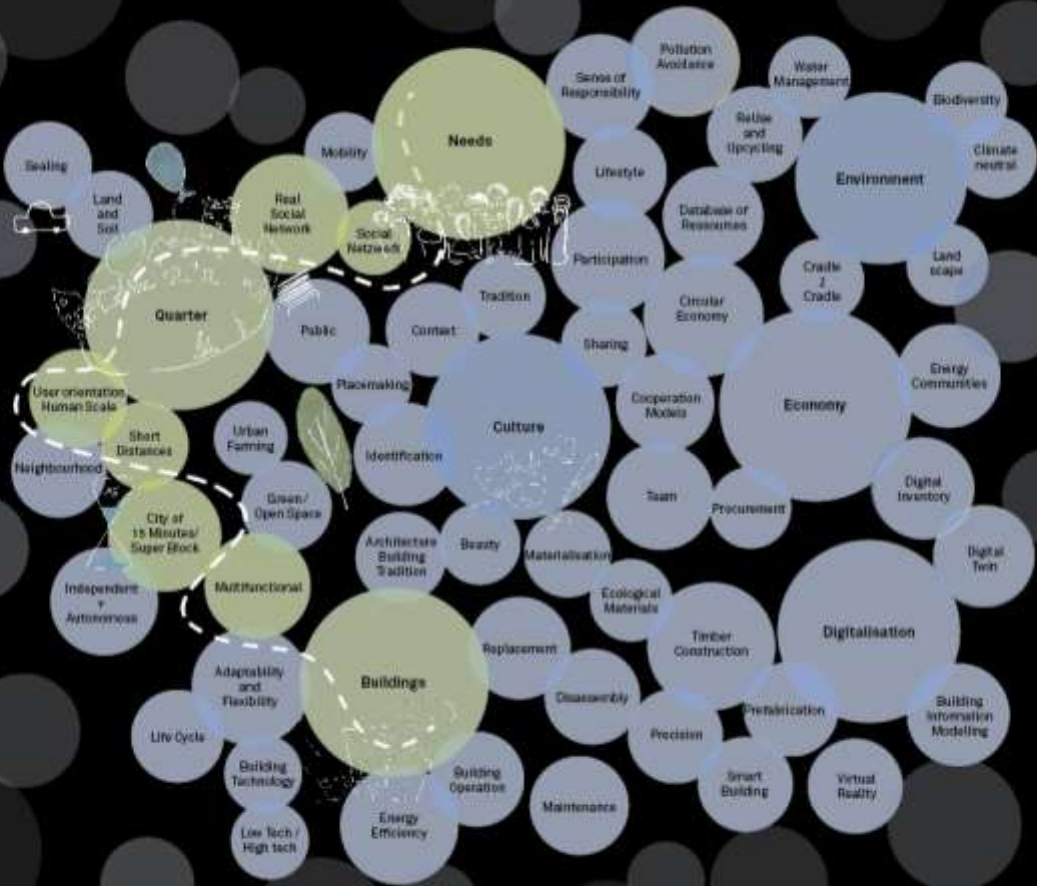 Pollution
Avoidance
Sense of
Responsibility
Water
Management
Biodiversity
Needs
ReUse
and
Upcycling
Mobility
Climate
neutral
Sealing
Lifestyle
Environment
Land
and
Soil
Real
Social
Network
Database of
Ressources
Social
Netzwerk
Participation
Land
scape
Cradle
2
Cradle
Tradition
Circular
Economy
Quarter
Public
Context
Sharing
Energy
Communities
Placemaking
User orientation
Human Scale
Cooperation
Models
Economy
Culture
Short
Distances
Urban
Farming
Identification
Neighbourhood
Digital
Inventory
Team
Procurement
Green/
Open Space
City of
15 Minutes/
Super Block
Architecture
Building
Tradition
Beauty
Materialisation
Digital
Twin
Independent
+
Autonomous
Multifunctional
Ecological
Materials
Digitalisation
Timber
Construction
Replacement
Buildings
Adaptability
and
Flexibility
Disassembly
Prefabrication
Building
Information
Modelling
Life Cycle
Precision
Building
Technology
Building
Operation
Smart
Building
Virtual
Reality
Maintenance
Energy
Efficiency
Low Tech /
High tech